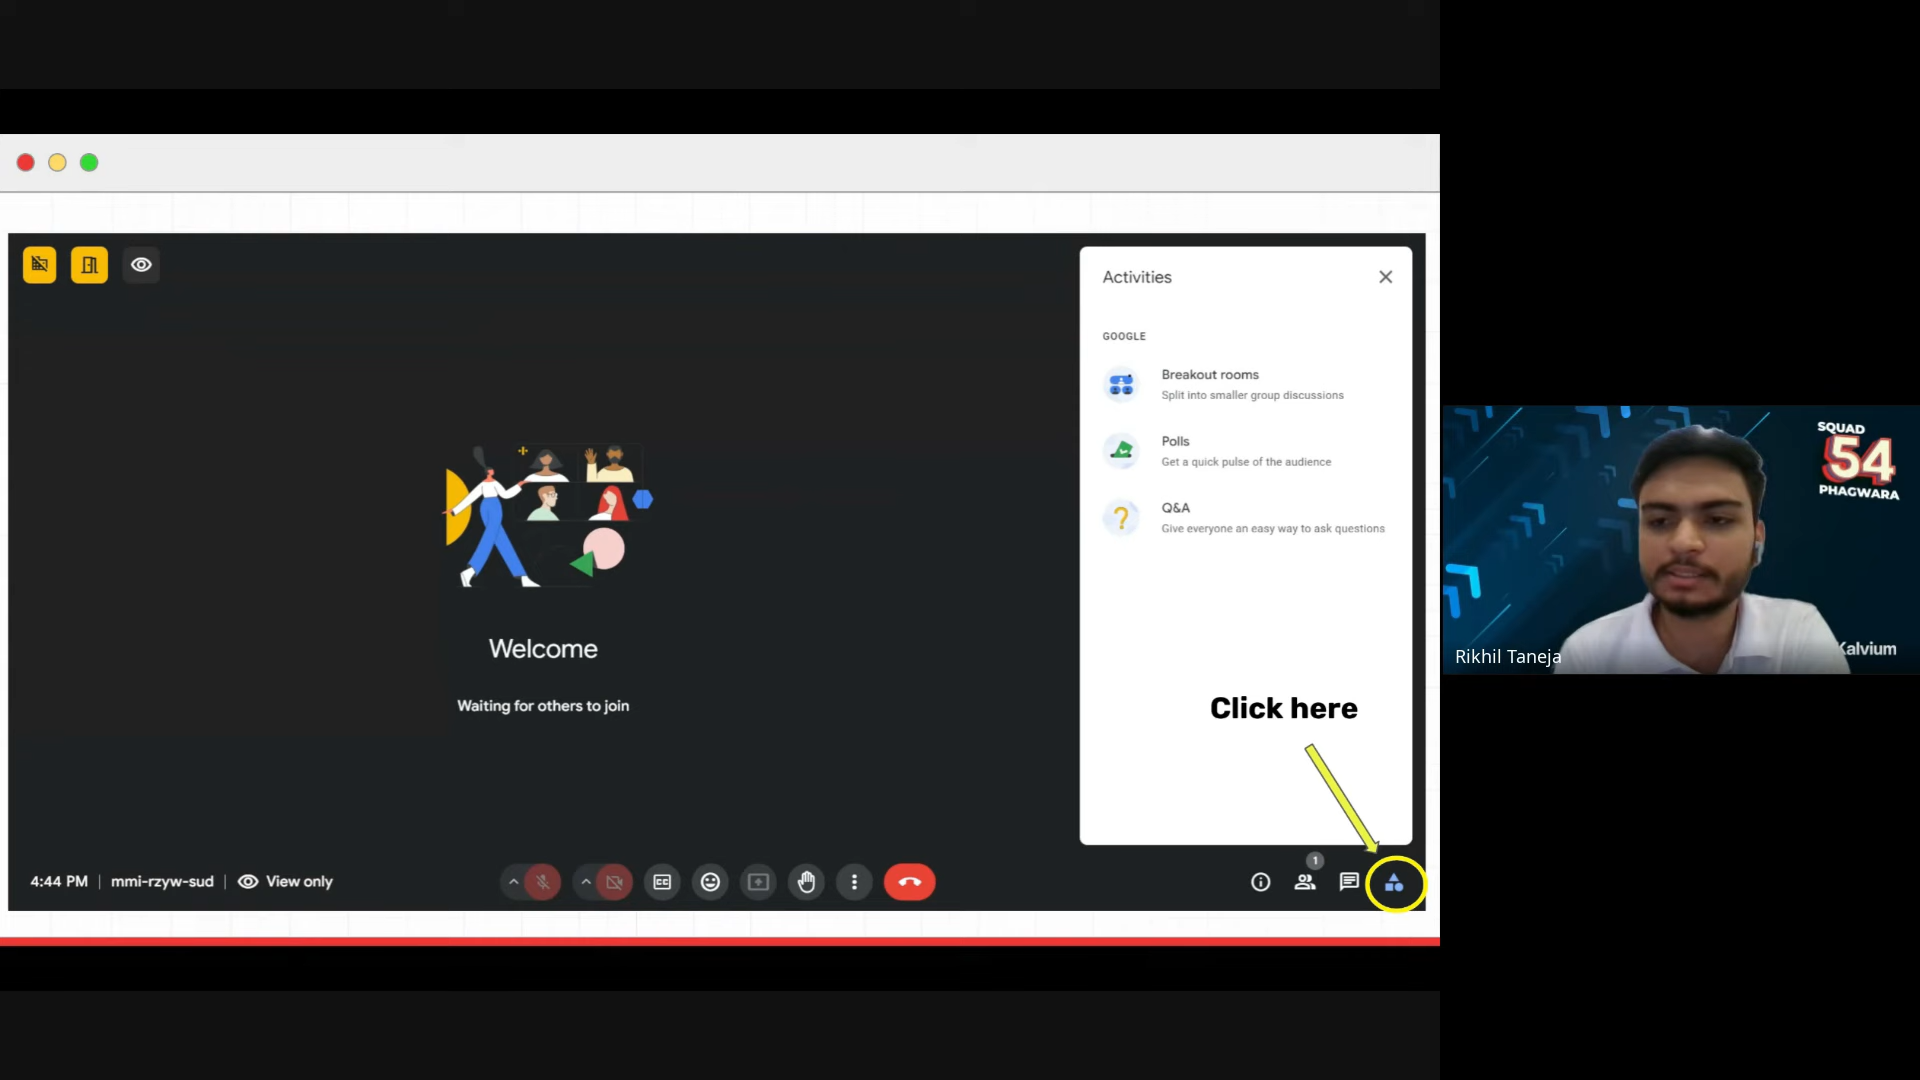 Activities
GOOGLE
Breakout rooms
Split into smaller group discussions
Polls
Get a quick pulse of the audience
Q&A
Give everyone an easy way to ask questions
Welcome
Waiting for others to join
Click here
4:44 PM | mmi-rzyw-sud | View only
1
SQUAD
54
PHAGWARA
Kalvium
Rikhil Taneja